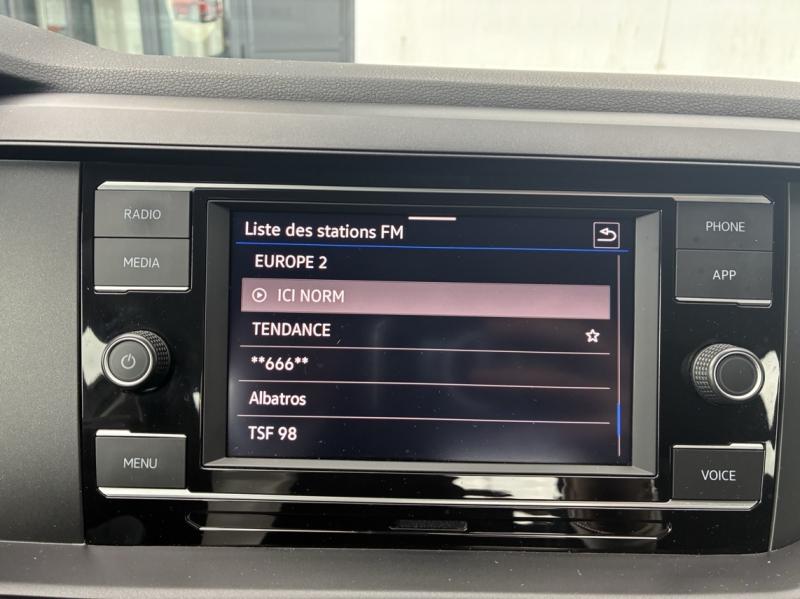 RADIO
MEDIA
MENU
Liste des stations FM
EUROPE 2
ICI NORM
TENDANCE
**666**
Albatros
TSF 98
PHONE
APP
VOICE